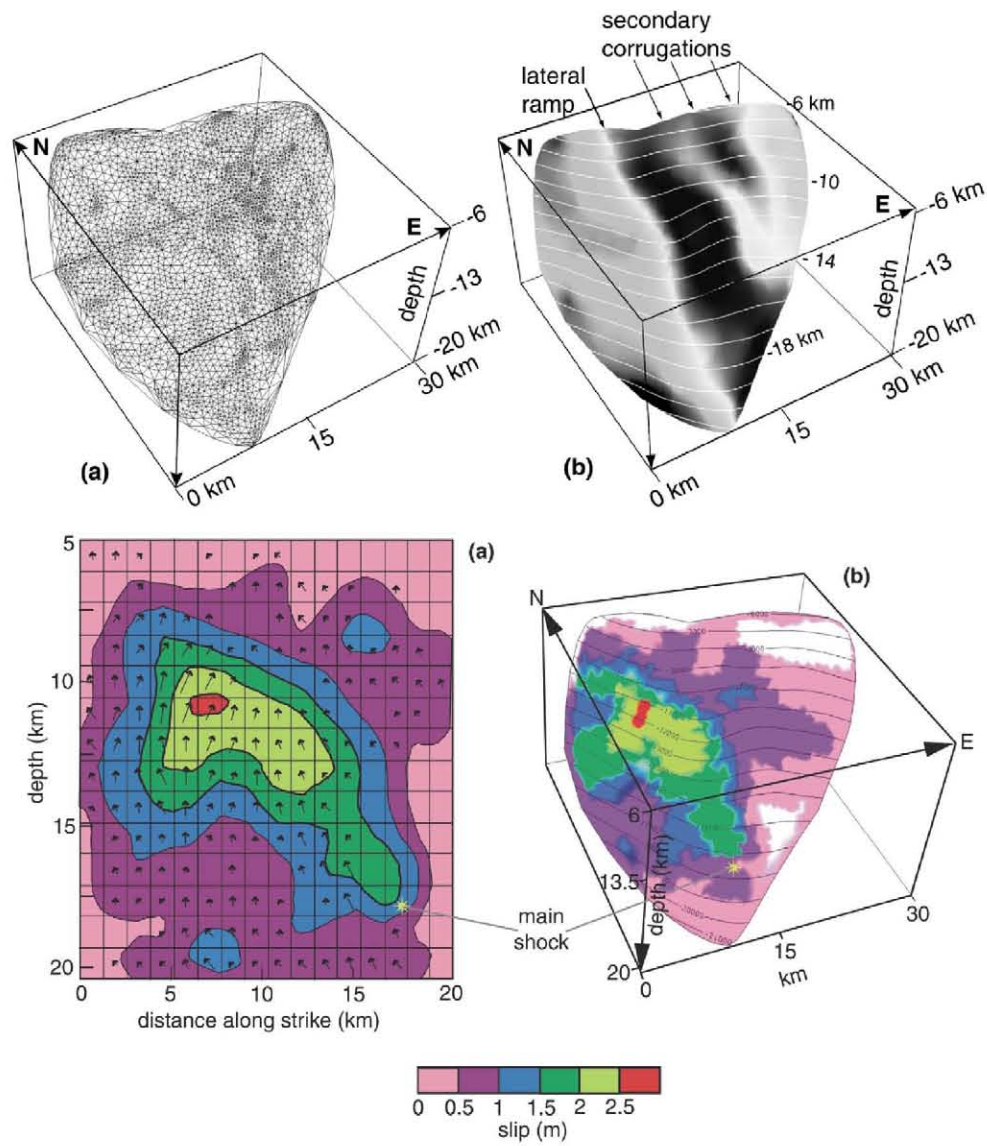 N
E
-6
-13
-20 km
depth
30 km
15
0 km
(a)
secondary
corrugations
lateral
ramp
N
-6 km
-10
E
-6 km
-14
-13
depth
-18 km
-20 km
30 km
15
0 km
(b)
5
10
15
20
depth (km)
0
5
10
15
20
distance along strike (km)
(a)
main
shock
(b)
N
E
6
13.5
20
depth (km)
0
15
30
km
0
0.5
1
1.5
2
2.5
slip (m)